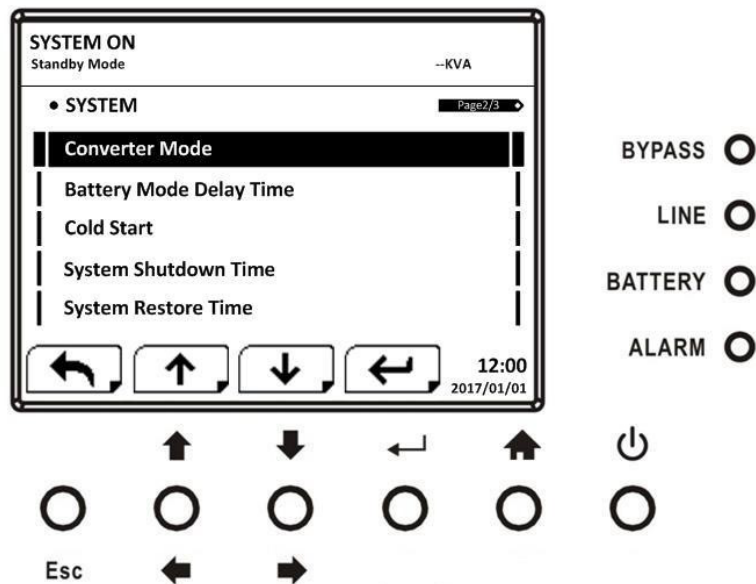 SYSTEM ON
Standby Mode --KVA
• SYSTEM Page2/3
Converter Mode
Battery Mode Delay Time
Cold Start
System Shutdown Time
System Restore Time
12:00
2017/01/01
BYPASS
LINE
BATTERY
ALARM
Esc